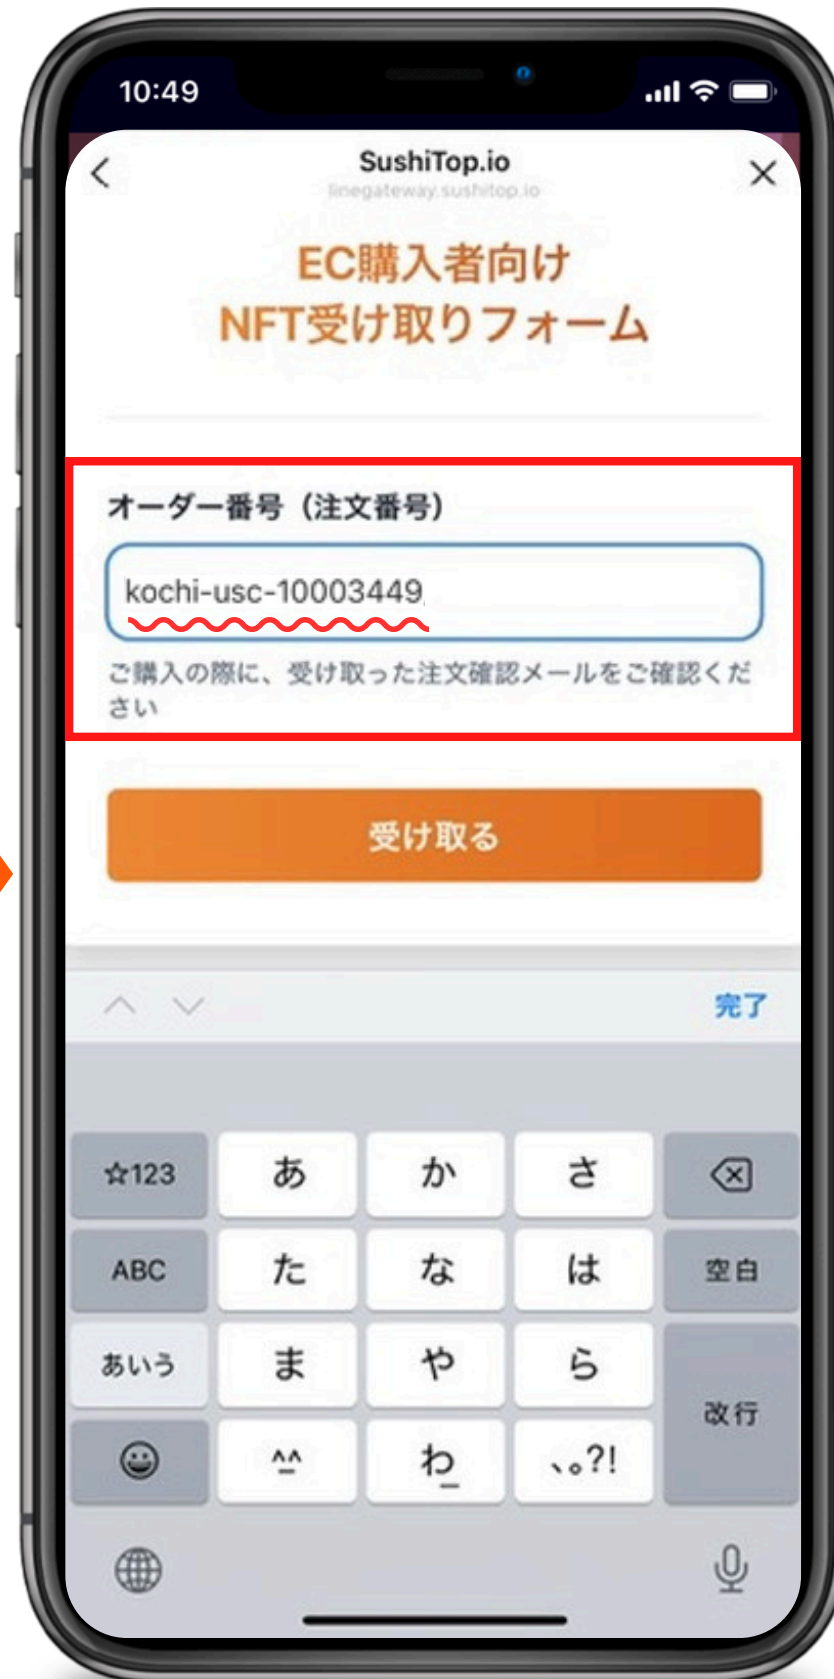 10:49
SushiTop.io
linegateway.sushitop.io
EC購入者向け
NFT受け取りフォーム
オーダー番号（注文番号）
kochi-usc-10003449
ご購入の際に、受け取った注文確認メールをご確認くだ
さい
受け取る
完了
☆123 あ か さ
ABC た な は 空白
あいう ま や ら
改行
^^ わ 、。?!